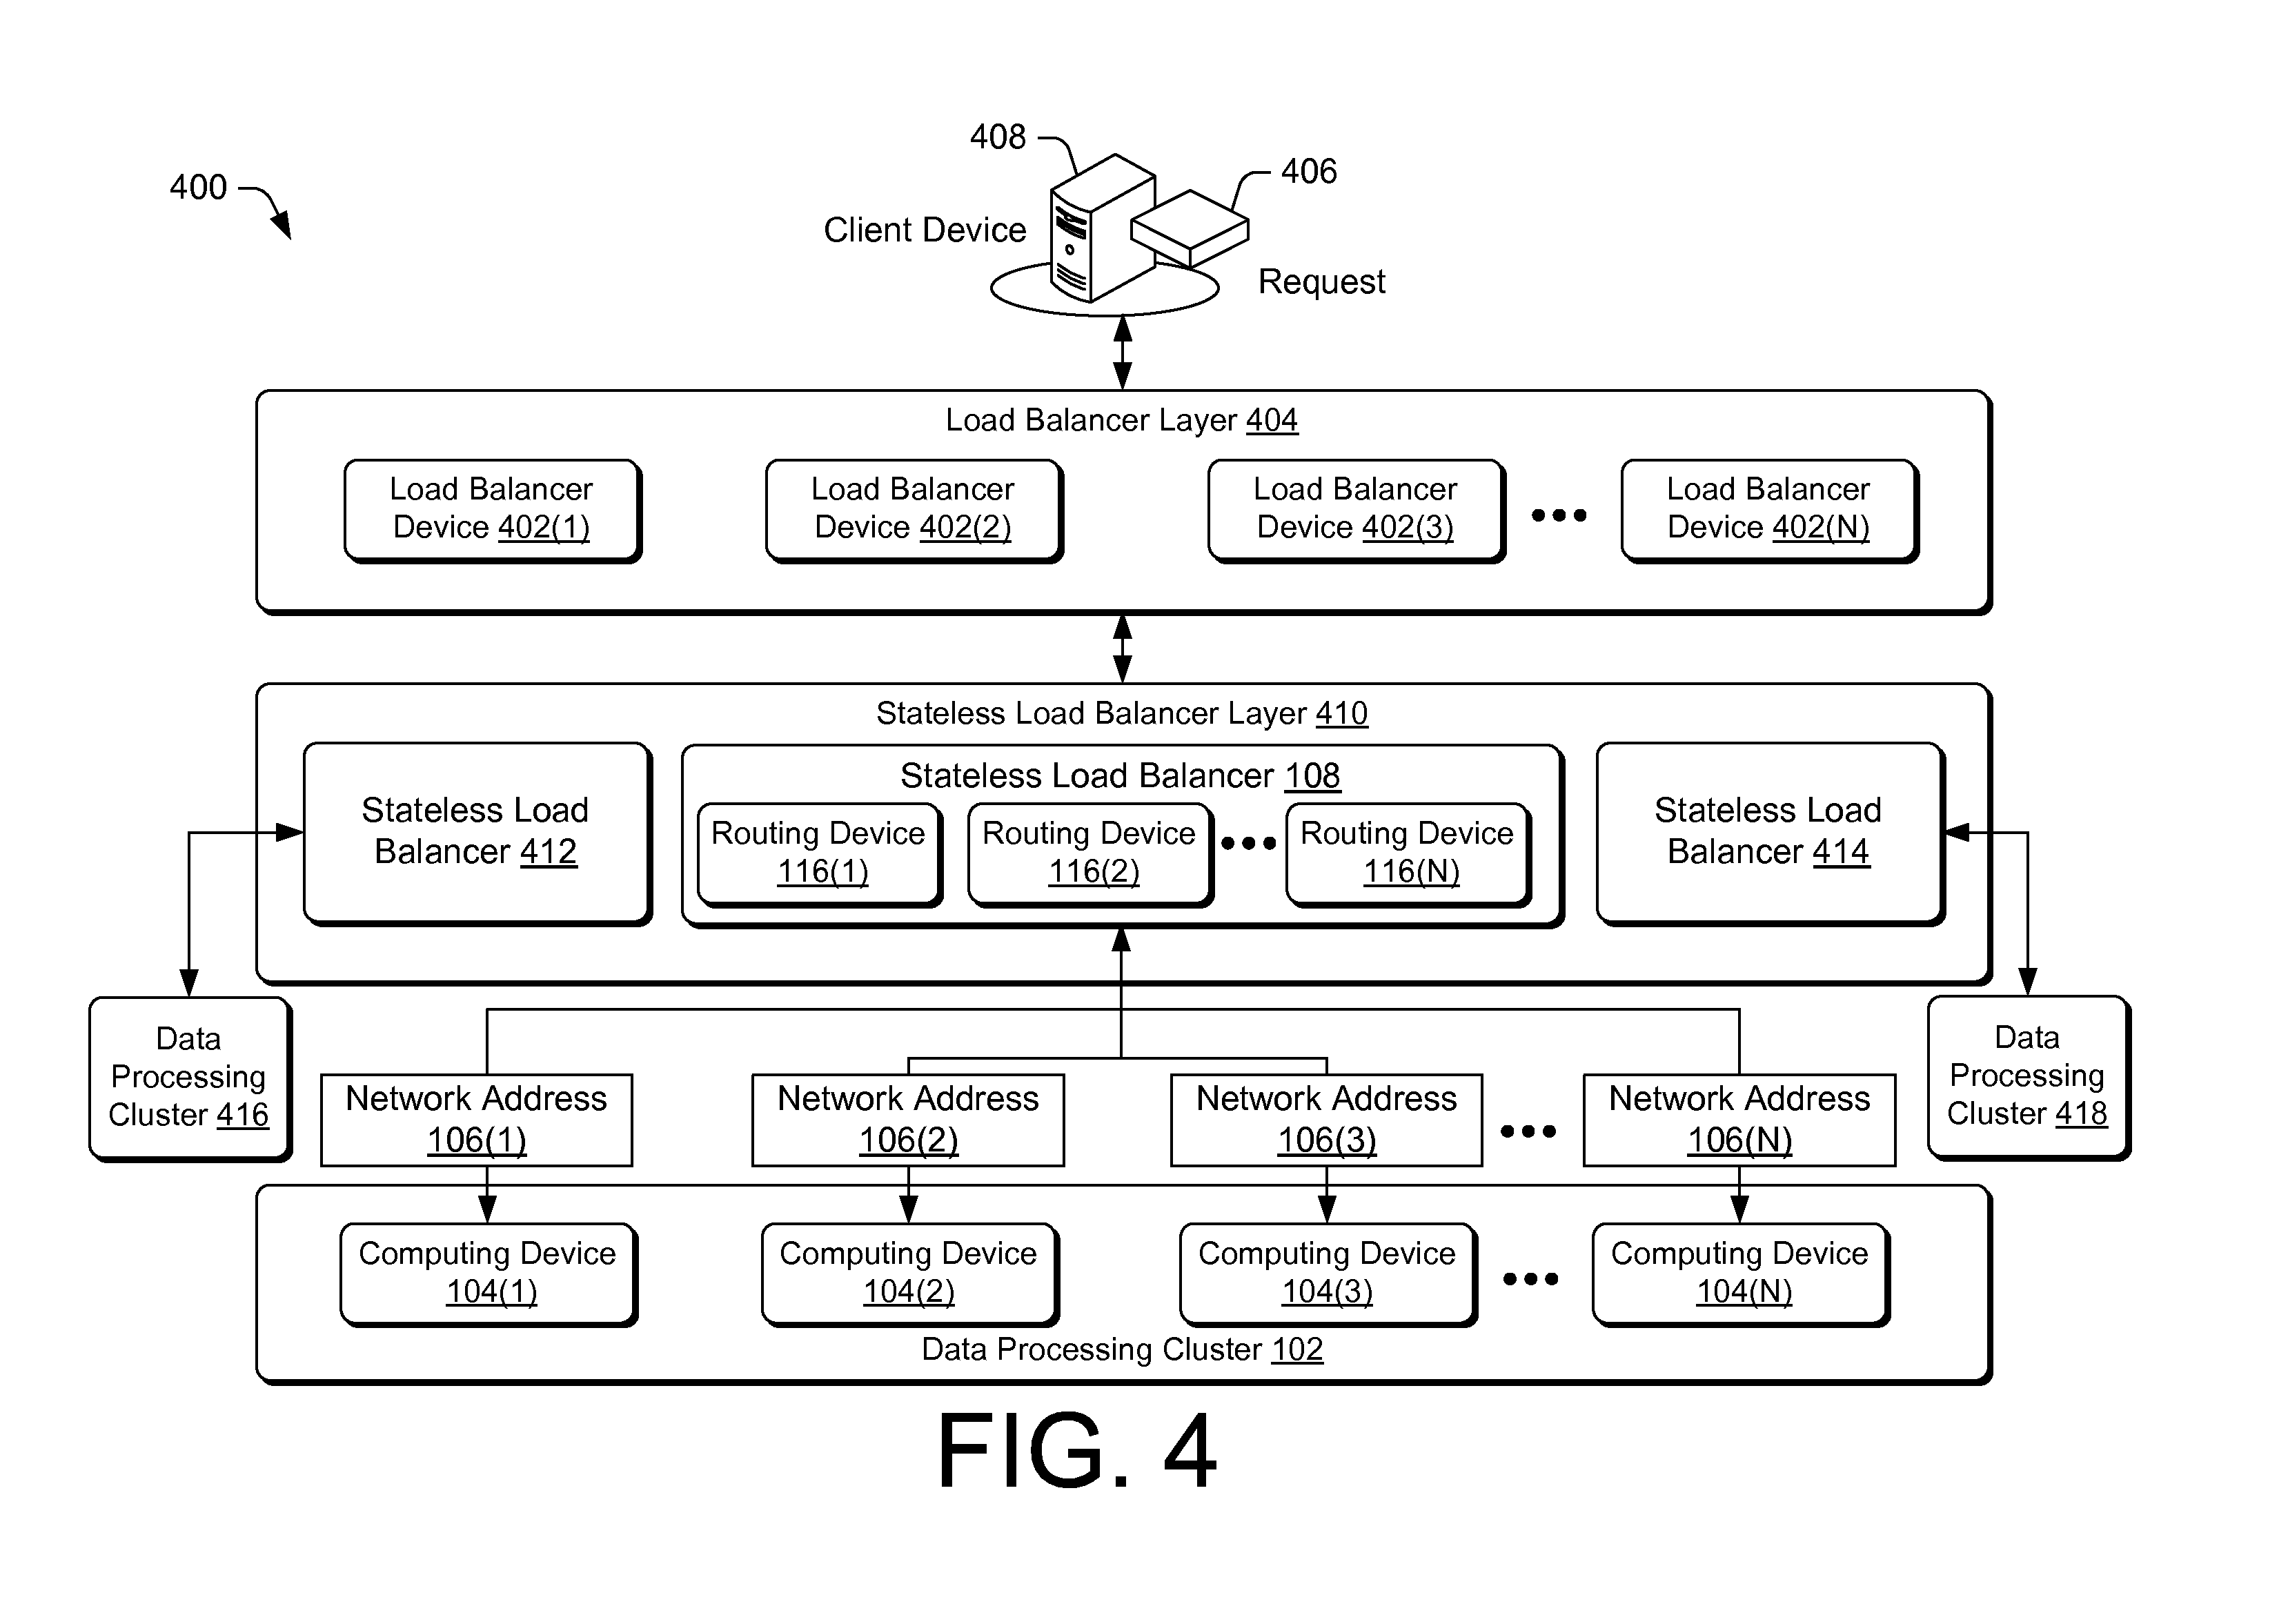 408
406
400
Client Device
Request
Load Balancer Layer 404
Load Balancer
Device 402(1)
Load Balancer
Device 402(2)
Load Balancer
Device 402(3)
Load Balancer
Device 402(N)
Stateless Load Balancer Layer 410
Stateless Load
Balancer 412
Stateless Load Balancer 108
Routing Device
116(1)
Routing Device
116(2)
Routing Device
116(N)
Stateless Load
Balancer 414
Data
Processing
Cluster 416
Network Address
106(1)
Network Address
106(2)
Network Address
106(3)
Network Address
106(N)
Data
Processing
Cluster 418
Computing Device
104(1)
Computing Device
104(2)
Computing Device
104(3)
Computing Device
104(N)
Data Processing Cluster 102
FIG. 4